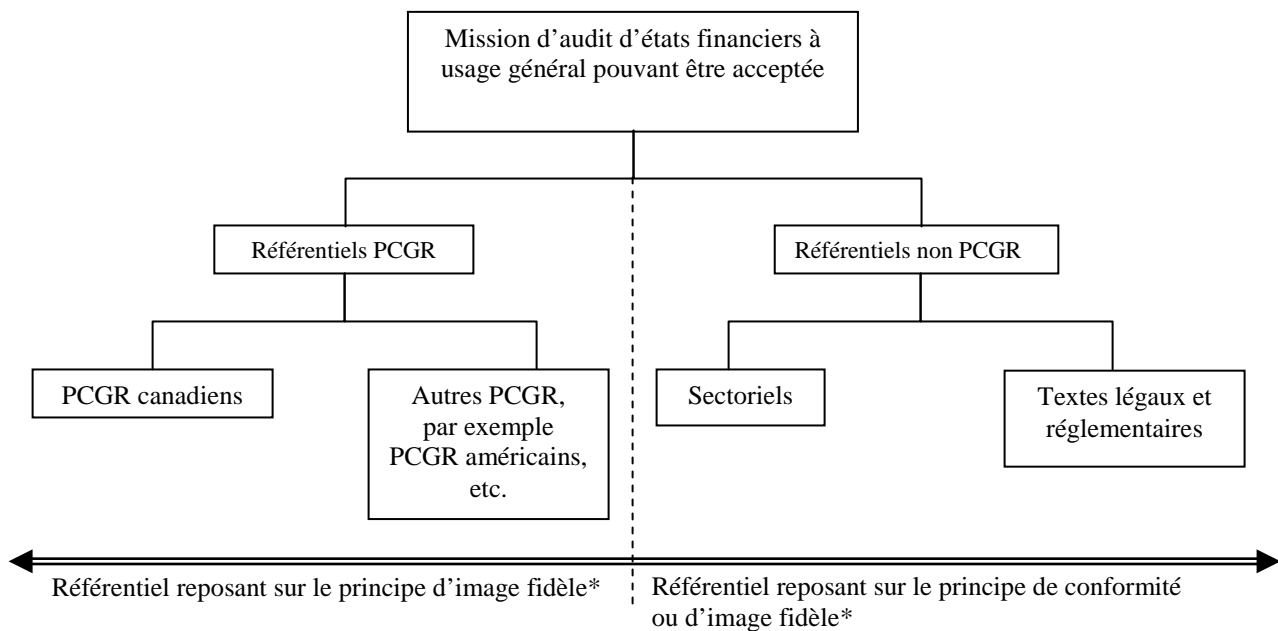 Mission d’audit d’états financiers à
usage général pouvant être acceptée
Référentiels PCGR
Référentiels non PCGR
PCGR canadiens
Autres PCGR,
par exemple
PCGR américains,
etc.
Sectoriels
Textes légaux et
réglementaires
Référentiel reposant sur le principe d’image fidèle*
Référentiel reposant sur le principe de conformité
ou d’image fidèle*